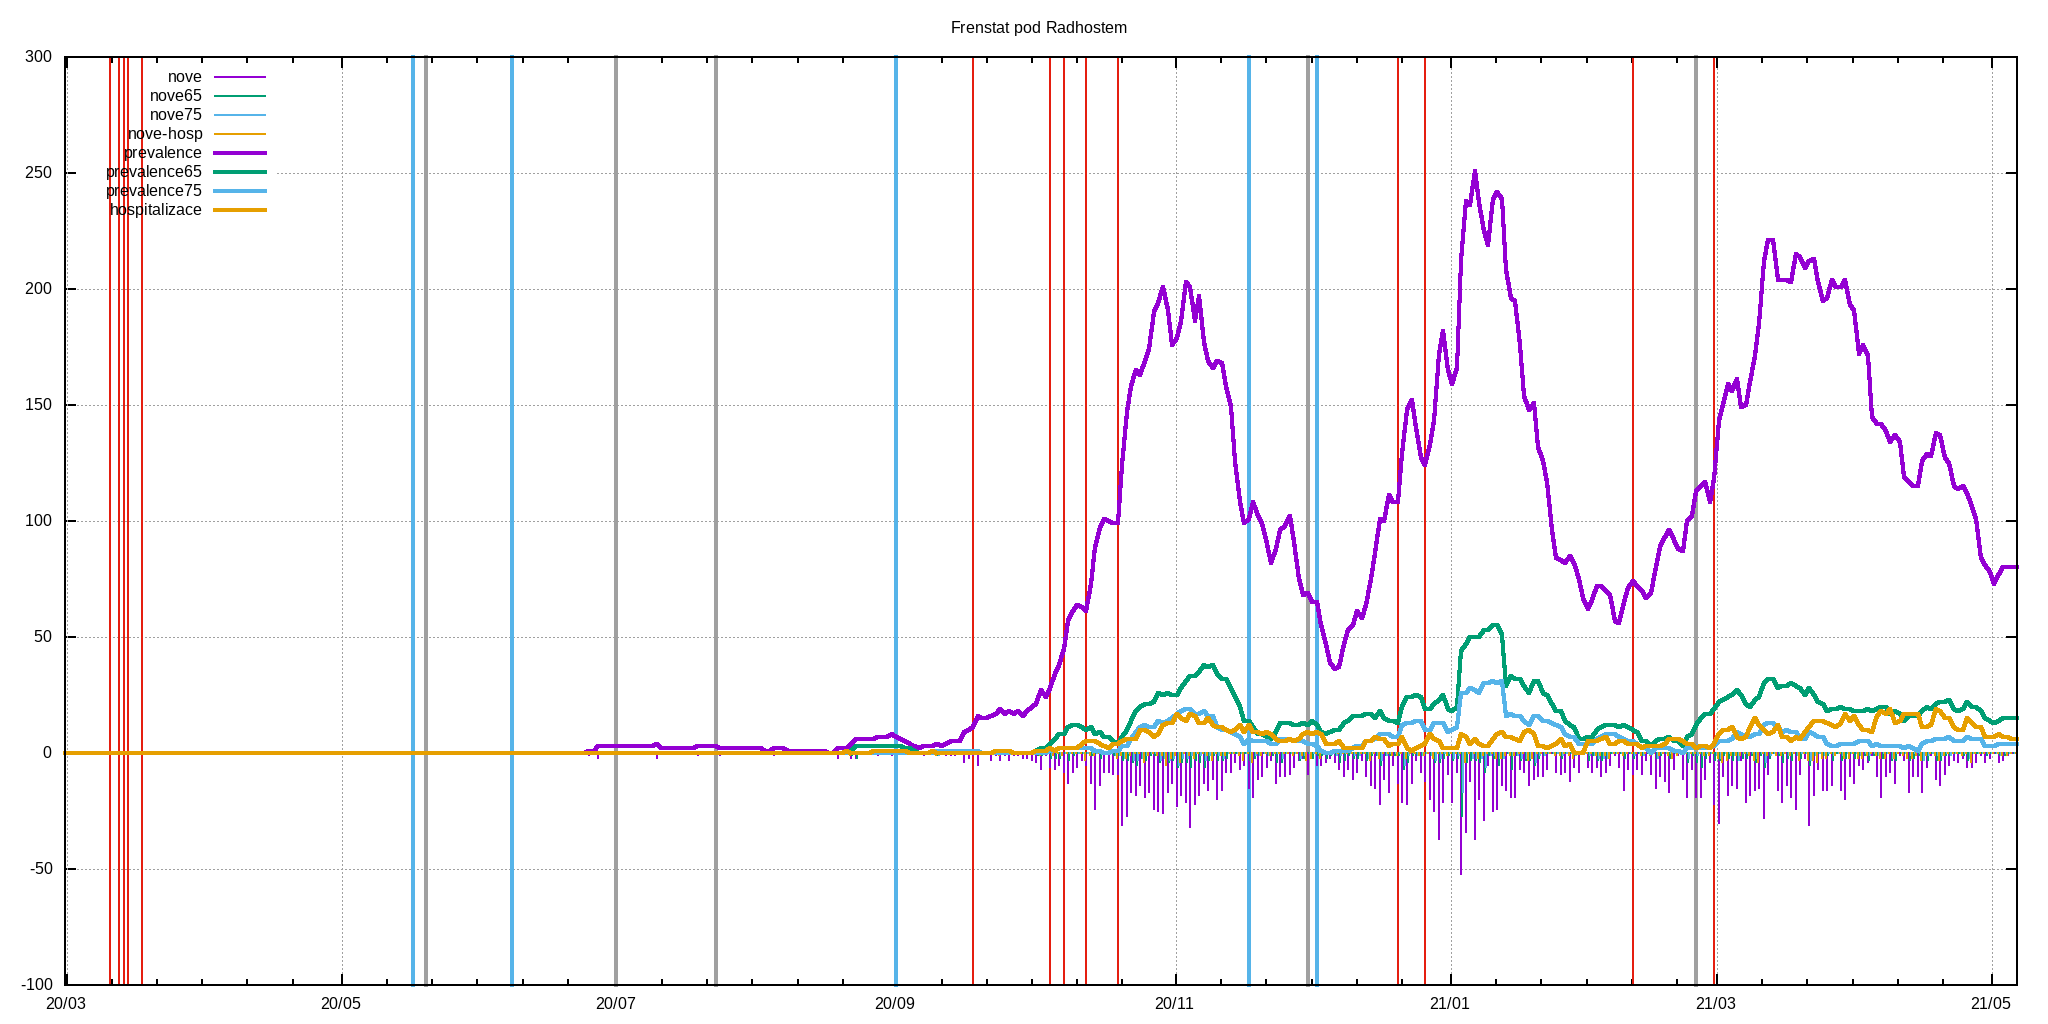 Frenstat pod Radhostem
300
250
200
150
100
50
0
-50
-100
nove
nove65
nove75
nove-hosp
prevalence
prevalence65
prevalence75
hospitalizace
20/03 20/05 20/07 20/09 20/11 21/01 21/03 21/05